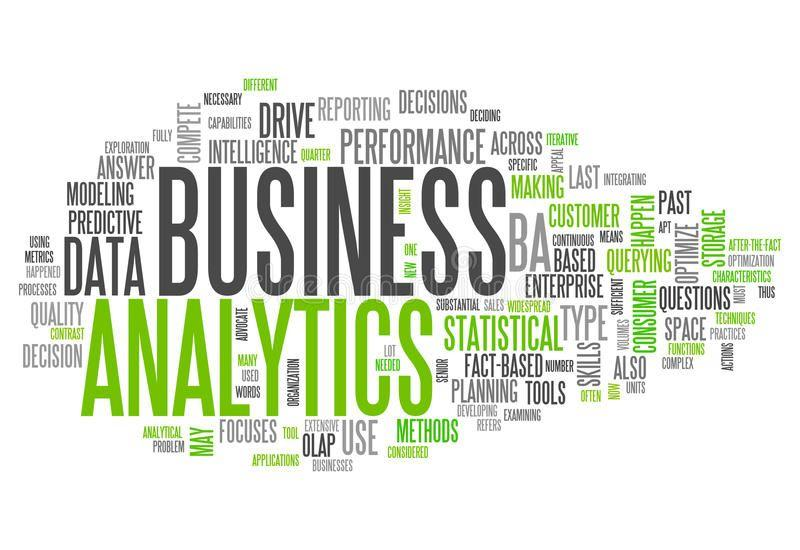 DIFFERENT
NECESSARY
COMPETE
CAPABILITIES
DRIVE
REPORTING
DECISIONS
DECIDING
FULLY
EXPLORATION
ANSWER
INTELLIGENCE
QUARTER
PERFORMANCE
ACROSS
ITERATIVE
SPECIFIC
APPEAL
MODELING
PREDICTIVE
BUSINESS
INSIGHT
MAKING
LAST
INTEGRATING
USING
METRICS
HAPPENED
PROCESSES
DATA
NEW
ONE
BA
CUSTOMER
CONTINUOUS
MEANS
BASED
ENTERPRISE
QUERYING
HAPPEN
PAST
APT
OPTIMIZE
STORAGE
AFTER-THE-FACT
OPTIMIZATION
CHARACTERISTICS
MUST
THUS
QUALITY
CONTRAST
DECISION
ANALYTICS
ADVOCATE
MANY
USED
WORDS
ORGANIZATION
LOT
NEEDED
SUBSTANTIAL
SALES
WIDESPREAD
STATISTICAL
TYPE
SUFFICIENT
VOLUMES
CONSUMER
QUESTIONS
SPACE
TECHNIQUES
PRACTICES
FUNCTIONS
COMPLEX
ACTIONS
SENIOR
FACT-BASED
NUMBER
SKILLS
ALSO
PLANNING
TOOLS
OFTEN
NOW
UNITS
DEVELOPING
EXAMINING
REFERS
ANALYTICAL
PROBLEM
MAY
FOCUSES
TOOL
EXTENSIVE
OLAP
USE
METHODS
CONSIDERED
APPLICATIONS
BUSINESSES